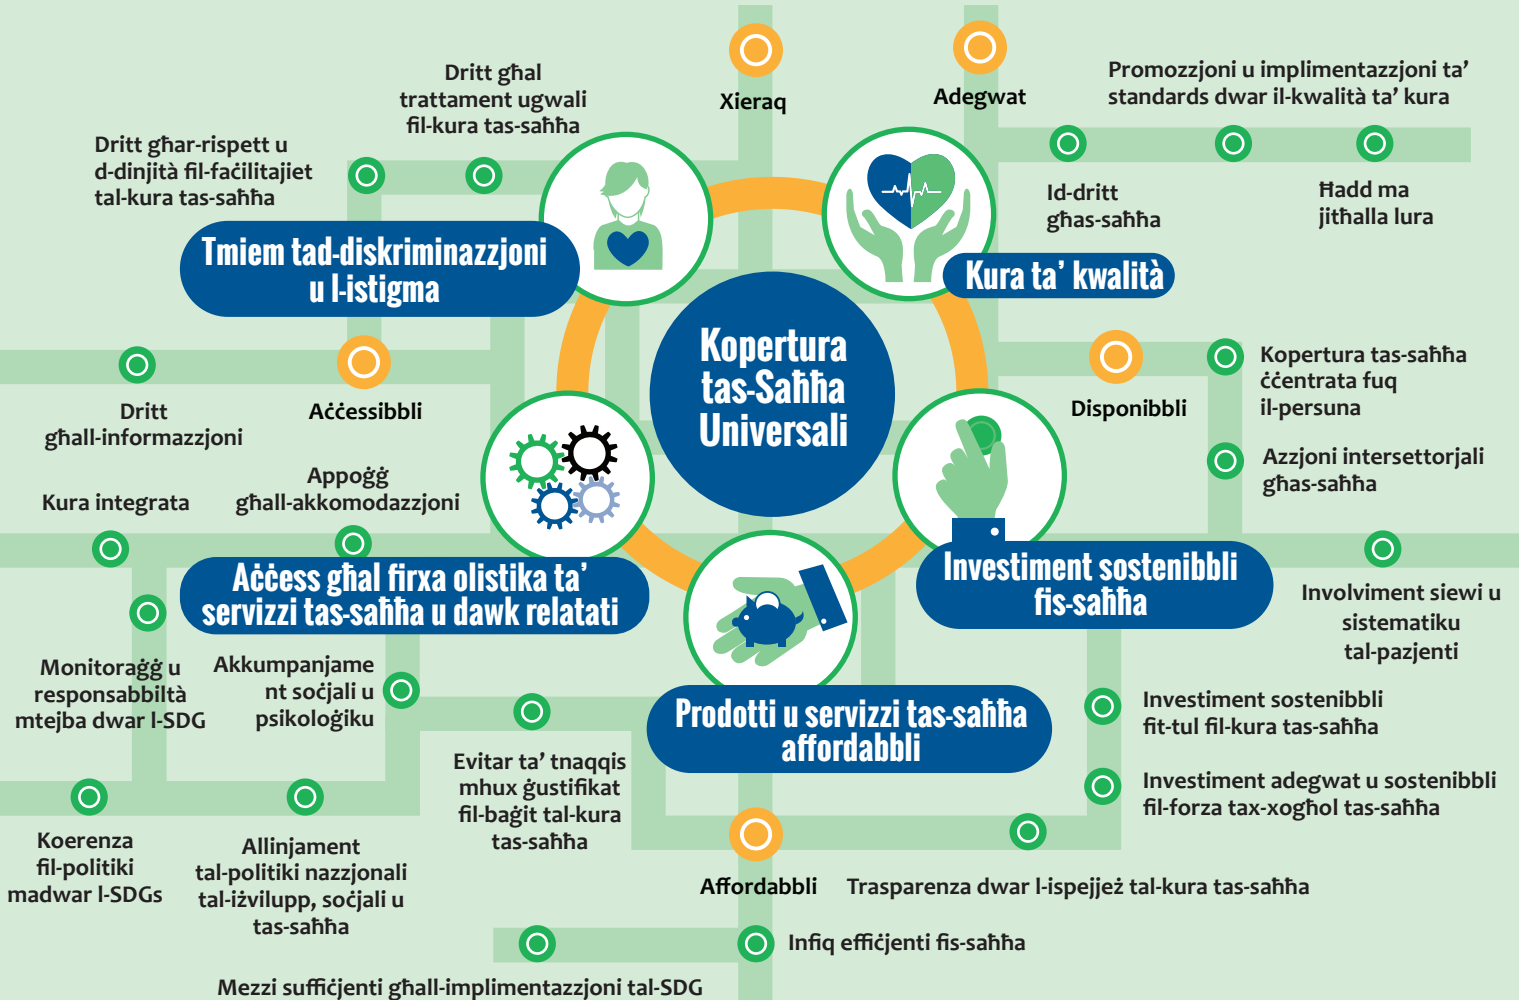 Dritt għal
trattament ugwali
fil-kura tas-saħħa
Xieraq
Adegwat
Promozzjoni u implimentazzjoni ta’
standards dwar il-kwalità ta’ kura
Dritt għar-rispett u
d-dinjità fil-faċilitajiet
tal-kura tas-saħħa
Id-dritt
għas-saħħa
Ħadd ma
jitħalla lura
Tmiem tad-diskriminazzjoni
u l-istigma
Kura ta’ kwalità
Kopertura
tas-Saħħa
Universali
Dritt
għall-informazzjoni
Aċċessibbli
Disponibbli
Kopertura tas-saħħa
ċċentrata fuq
il-persuna
Azzjoni intersettorjali
għas-saħħa
Kura integrata
Appoġġ
għall-akkomodazzjoni
Aċċess għal firxa olistika ta’
servizzi tas-saħħa u dawk relatati
Investiment sostenibbli
fis-saħħa
Involviment siewi u
sistematiku
tal-pazjenti
Monitoraġġ u
responsabbiltà
mtejba dwar l-SDG
Akkumpanjame
nt soċjali u
psikoloġiku
Prodotti u servizzi tas-saħħa
affordabbli
Investiment sostenibbli
fit-tul fil-kura tas-saħħa
Evitar ta’ tnaqqis
mhux ġustifikat
fil-baġit tal-kura
tas-saħħa
Investiment adegwat u sostenibbli
fil-forza tax-xogħol tas-saħħa
Koerenza
fil-politiki
madwar l-SDGs
Allinjament
tal-politiki nazzjonali
tal-iżvilupp, soċjali u
tas-saħħa
Affordabbli
Trasparenza dwar l-ispejjeż tal-kura tas-saħħa
Infiq effiċjenti fis-saħħa
Mezzi suffiċjenti għall-implimentazzjoni tal-SDG